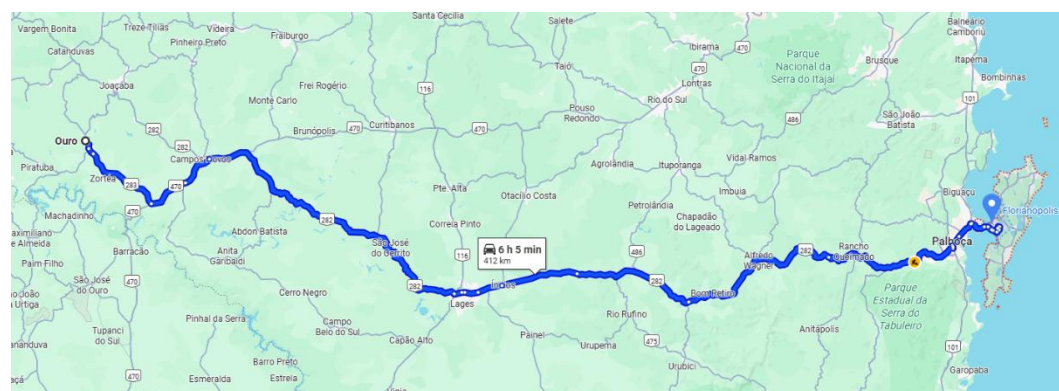 Santa Cecilia
Salete
Vargem Bonita
Treze-Tílias
Videira
Fraiburgo
Balneário
Camboriú
Pinheiro Preto
Ibirama
Parque
Nacional da
Serra do Itajaí
Catanduvas
470
Brusque
Itapema
116
Taió
Lontras
Bombinhas
Joaçaba
Frei Rogério
Rio do Sul
101
Monte Carlo
Pouso
Redondo
486
São João
Batista
282
Ouro
282
Brunópolis
470
Curitibanos
470
Campos Novos
Agrolândia
Ituporanga
Vidal Ramos
Piratuba
Zortéa
283
470
Pte. Alta
Otacílio Costa
Imbuia
Biguaçu
Machadinho
470
Petrolândia
Chapadão
do Lageado
Florianópolis
Maximiliano
de Almeida
Barracão
Abdon Batista
282
Correia Pinto
Anita
Garibaldi
São José
do Cerrito
6 h 5 min
412 km
Alfredo
Wagner
282
Rancho
Queimado
Palhoça
Paim Filho
116
282
São João
do Ouro
Cerro Negro
282
Lages
Índios
Bom Retiro
Parque
Estadual da
Serra do
Tabuleiro
São João
da Urtiga
Tupanci
do Sul
Pinhal da Serra
Campo
Belo do Sul
Capão Alto
Painel
Rio Rufino
Anitápolis
Urupema
475
101
Barro Preto
Urubici
Garopaba
470
Esmeralda
Estrela